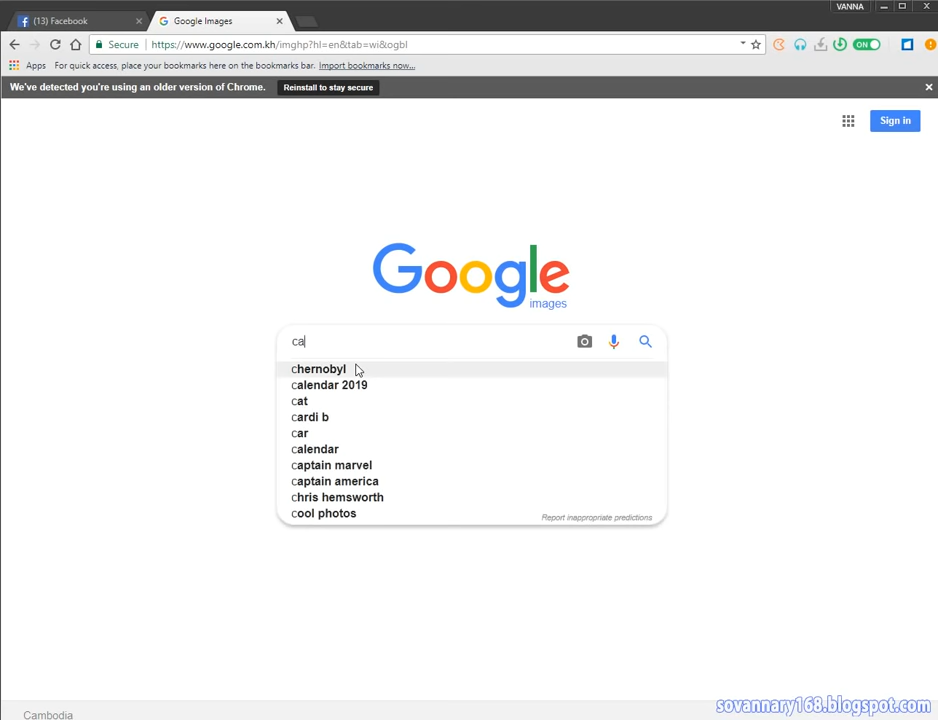 VANNA
(13) Facebook
Google Images
Secure https://www.google.com.kh/imghp?hl=en&tab=wi&ogbl
ON
Apps For quick access, place your bookmarks here on the bookmarks bar. Import bookmarks now...
We've detected you're using an older version of Chrome. Reinstall to stay secure
Sign in
Google
images
ca
chernobyl
calendar 2019
cat
cardi b
car
calendar
captain marvel
captain america
chris hemsworth
cool photos
Report inappropriate predictions
Cambodia
sovannary168.blogspot.com